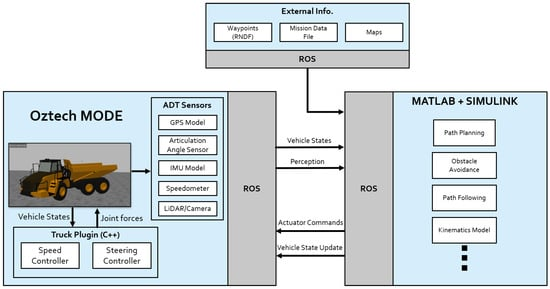 External Info.
Waypoints
(RNDF)
Mission Data
File
Maps
ROS
Oztech MODE
ADT Sensors
GPS Model
Articulation
Angle Sensor
IMU Model
Speedometer
LiDAR/Camera
Vehicle States
Joint forces
Truck Plugin (C++)
Speed
Controller
Steering
Controller
ROS
Vehicle States
Perception
Actuator Commands
Vehicle State Update
ROS
MATLAB + SIMULINK
Path Planning
Obstacle
Avoidance
Path Following
Kinematics Model